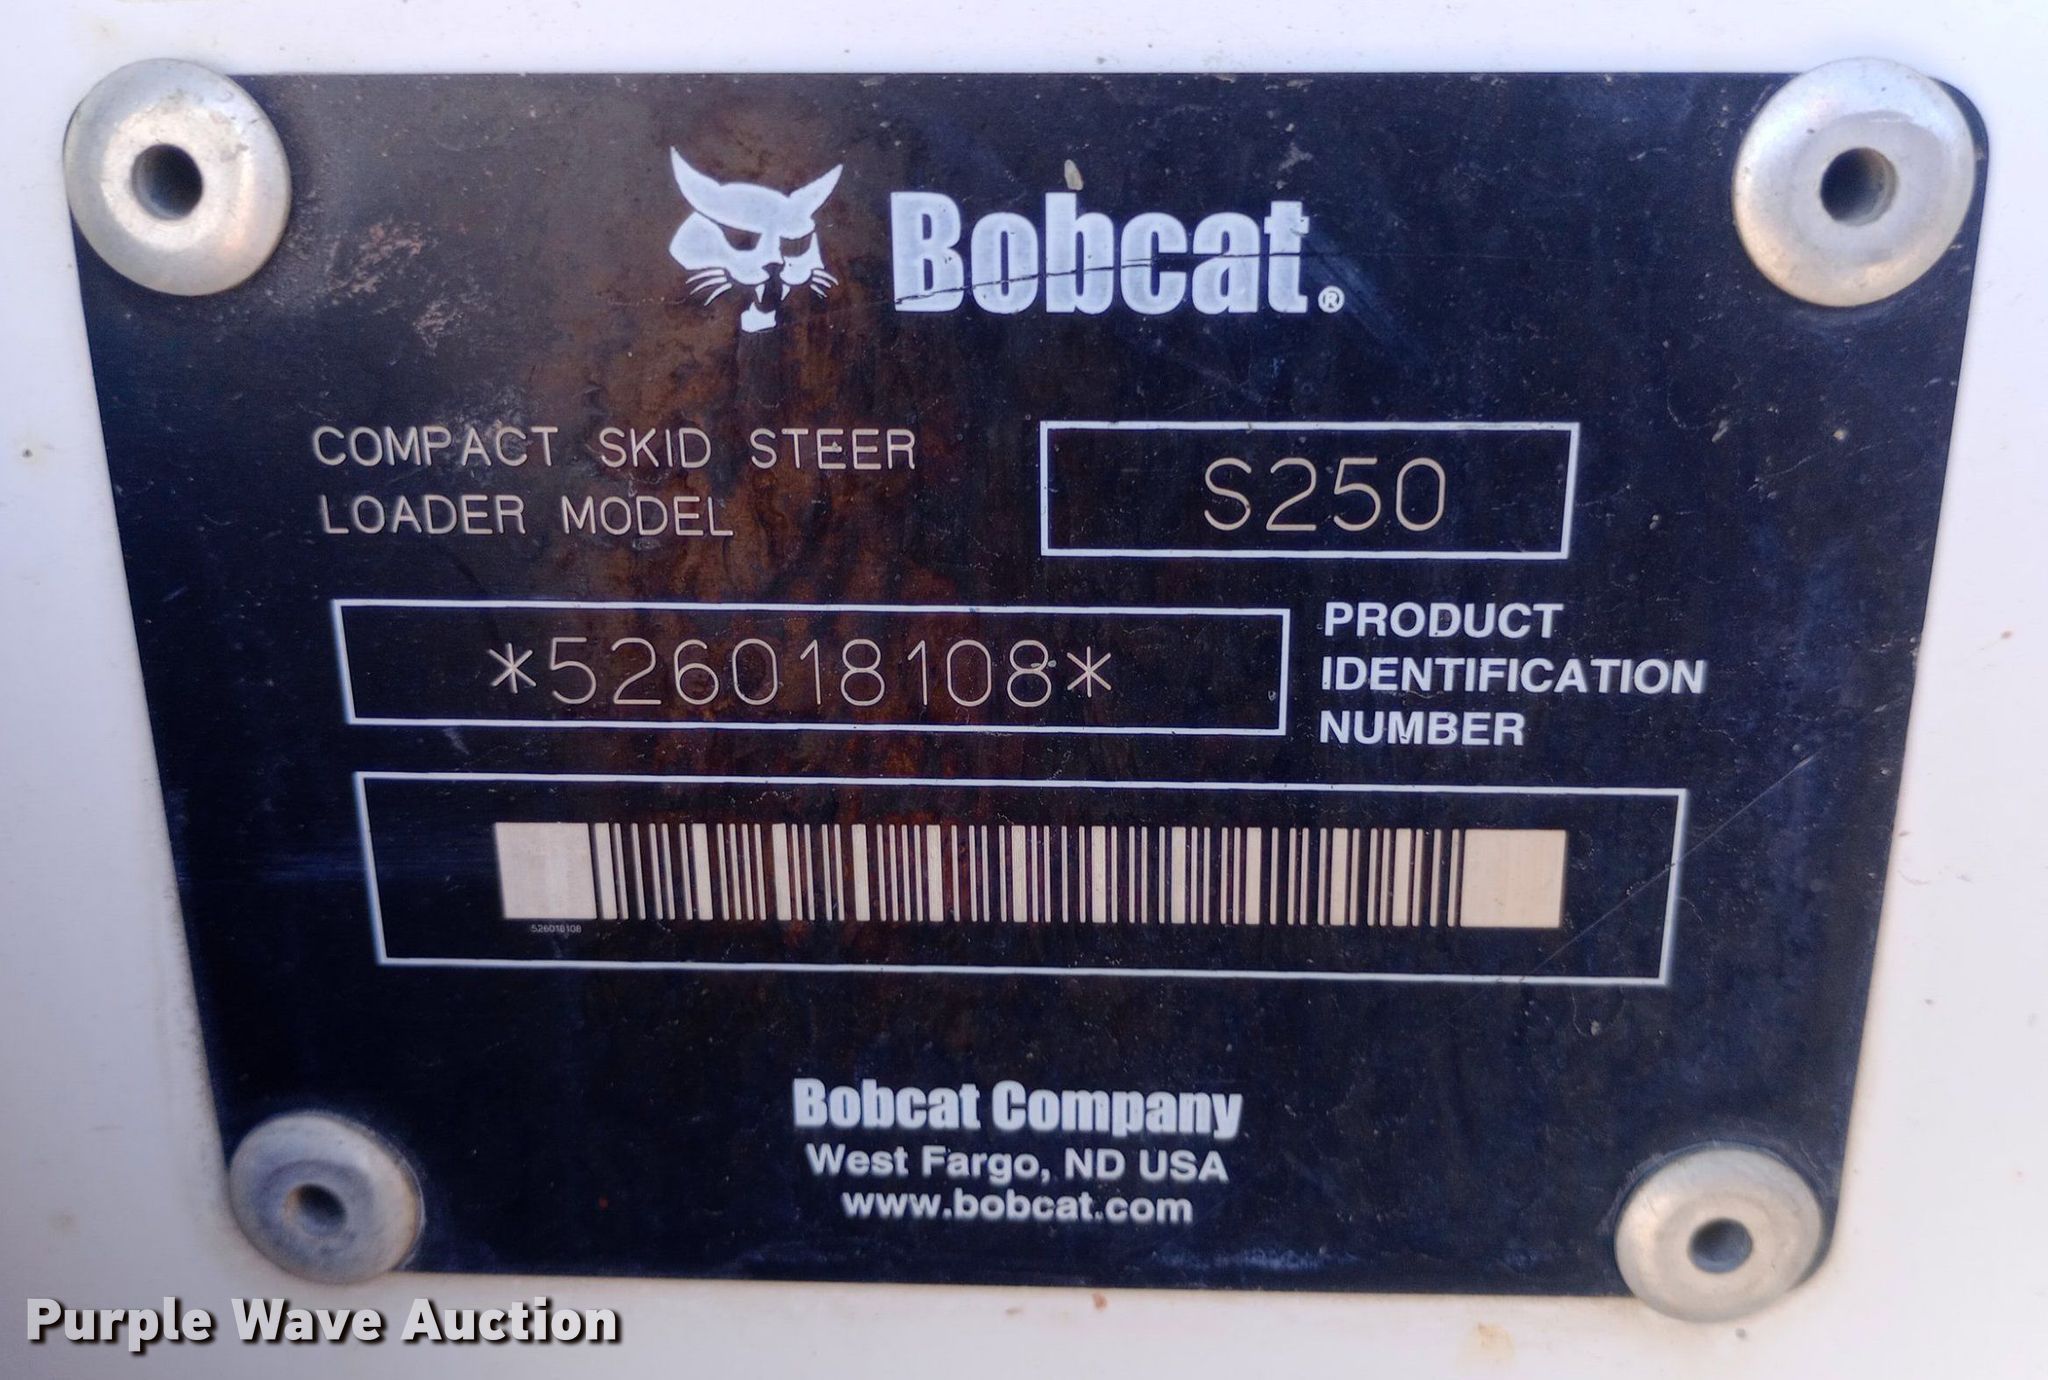 Bobcat®
COMPACT SKID STEER
LOADER MODEL
S250
*526018108*
PRODUCT
IDENTIFICATION
NUMBER
526018108
Bobcat Company
West Fargo, ND USA
www.bobcat.com
Purple Wave Auction